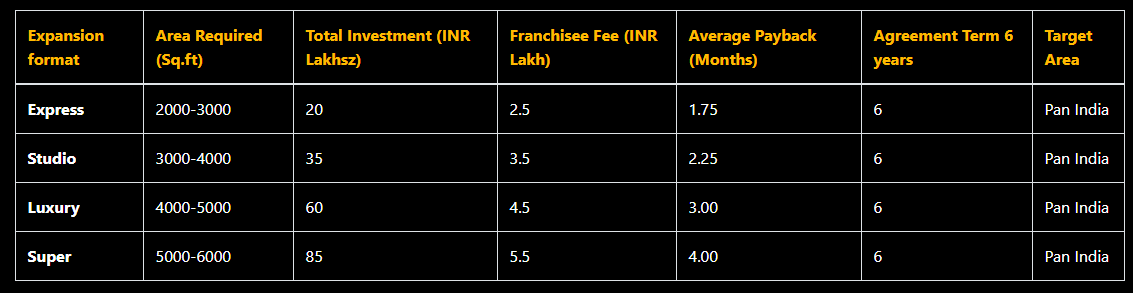 Expansion format | Area Required (Sq.ft) | Total Investment (INR Lakhsz) | Franchisee Fee (INR Lakh) | Average Payback (Months) | Agreement Term 6 years | Target Area
Express | 2000-3000 | 20 | 2.5 | 1.75 | 6 | Pan India
Studio | 3000-4000 | 35 | 3.5 | 2.25 | 6 | Pan India
Luxury | 4000-5000 | 60 | 4.5 | 3.00 | 6 | Pan India
Super | 5000-6000 | 85 | 5.5 | 4.00 | 6 | Pan India